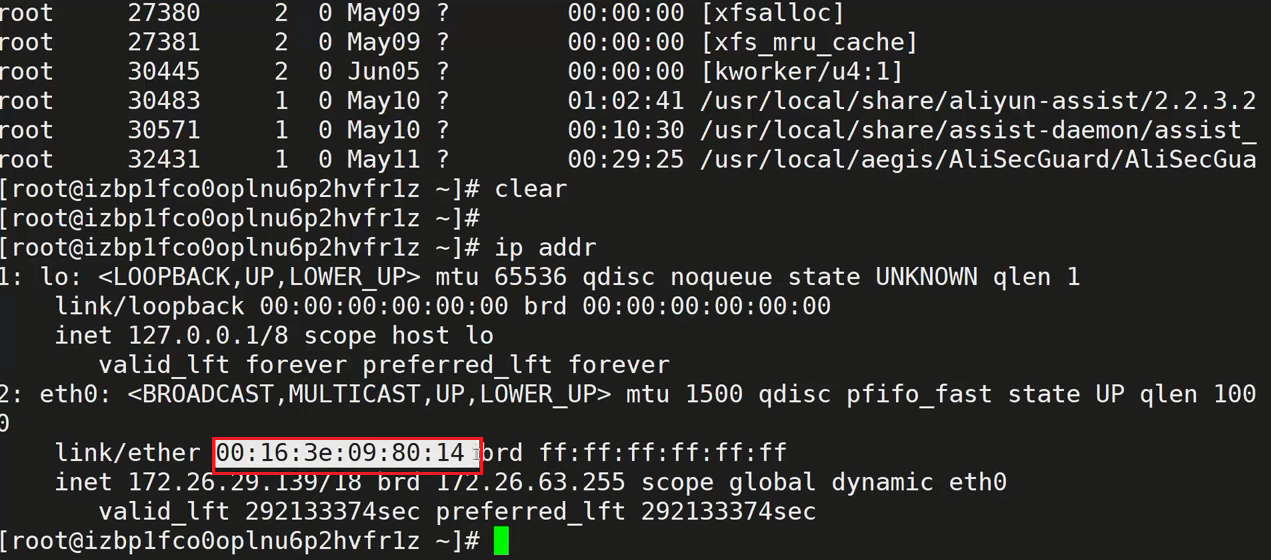 root     27380     2  0 May09 ?        00:00:00 [xfsalloc]
root     27381     2  0 May09 ?        00:00:00 [xfs_mru_cache]
root     30445     2  0 Jun05 ?        00:00:00 [kworker/u4:1]
root     30483     1  0 May10 ?        01:02:41 /usr/local/share/aliyun-assist/2.2.3.2
root     30571     1  0 May10 ?        00:10:30 /usr/local/share/assist-daemon/assist_
root     32431     1  0 May11 ?        00:29:25 /usr/local/aegis/AliSecGuard/AliSecGua
[root@izbp1fco0oplnu6p2hvfr1z ~]# clear
[root@izbp1fco0oplnu6p2hvfr1z ~]#
[root@izbp1fco0oplnu6p2hvfr1z ~]# ip addr
1: lo: <LOOPBACK,UP,LOWER_UP> mtu 65536 qdisc noqueue state UNKNOWN qlen 1
    link/loopback 00:00:00:00:00:00 brd 00:00:00:00:00:00
    inet 127.0.0.1/8 scope host lo
       valid_lft forever preferred_lft forever
2: eth0: <BROADCAST,MULTICAST,UP,LOWER_UP> mtu 1500 qdisc pfifo_fast state UP qlen 100
0
    link/ether 00:16:3e:09:80:14 brd ff:ff:ff:ff:ff:ff
    inet 172.26.29.139/18 brd 172.26.63.255 scope global dynamic eth0
       valid_lft 292133374sec preferred_lft 292133374sec
[root@izbp1fco0oplnu6p2hvfr1z ~]#